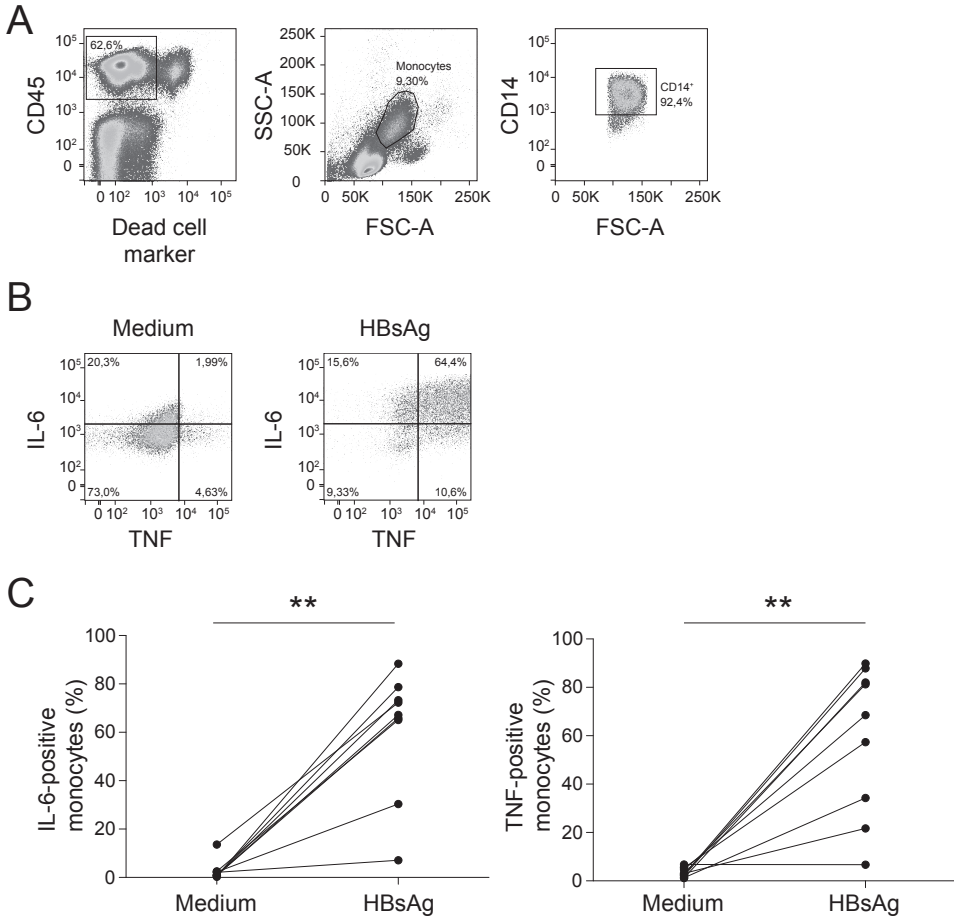 A
CD45
10⁵
10⁴
10³
10²
0
62,6%
0 10² 10³ 10⁴ 10⁵
Dead cell
marker
SSC-A
250K
200K
150K
100K
50K
0
Monocytes
9.30%
0 50K 150K 250K
FSC-A
CD14
10⁵
10⁴
10³
10²
0
CD14⁺
92,4%
0 50K 150K 250K
FSC-A
B
Medium
IL-6
10⁵
10⁴
10³
10²
0
20,3% 1,99%
73,0% 4,63%
0 10² 10³ 10⁴ 10⁵
TNF
HBsAg
IL-6
10⁵
10⁴
10³
10²
0
15,6% 64,4%
9,33% 10,6%
0 10² 10³ 10⁴ 10⁵
TNF
C
**
IL-6-positive
monocytes (%)
100
80
60
40
20
0
Medium HBsAg
**
TNF-positive
monocytes (%)
100
80
60
40
20
0
Medium HBsAg